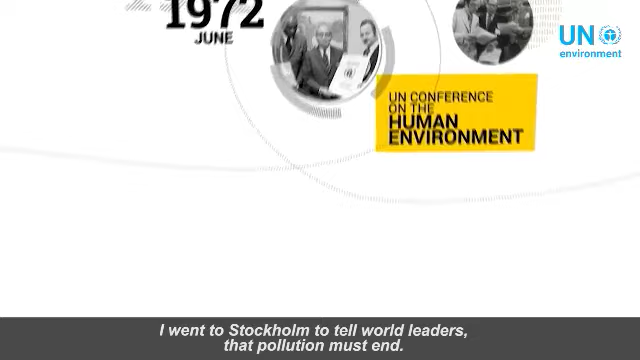 1972
JUNE
UN
environment
UN CONFERENCE
ON THE
HUMAN
ENVIRONMENT
I went to Stockholm to tell world leaders,
that pollution must end.